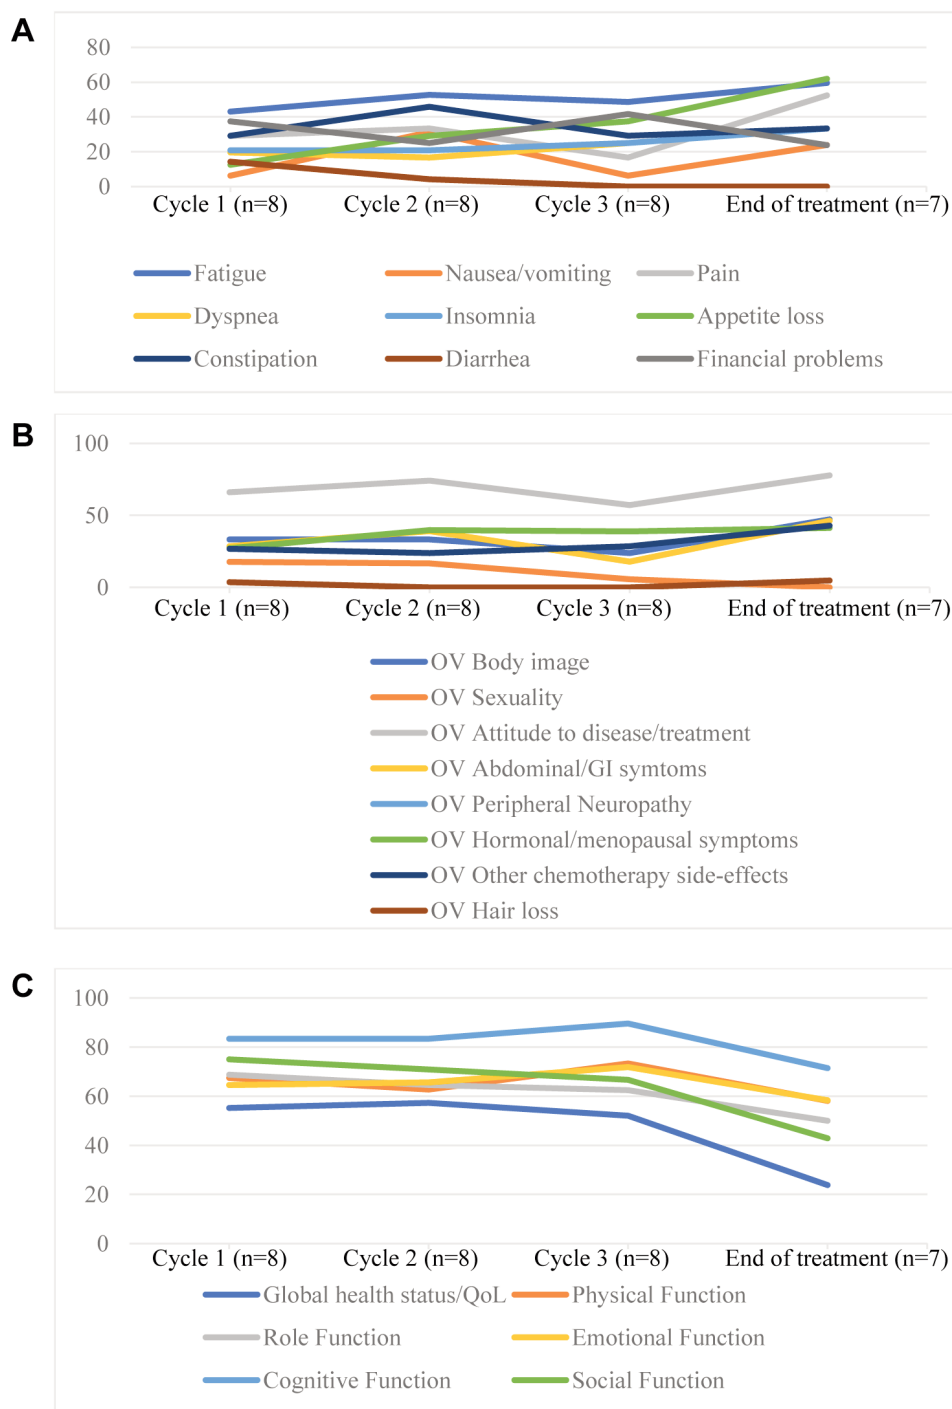 A
80
60
40
20
0
Cycle 1 (n=8) Cycle 2 (n=8) Cycle 3 (n=8) End of treatment (n=7)
Fatigue Nausea/vomiting Pain
Dyspnea Insomnia Appetite loss
Constipation Diarrhea Financial problems
B
100
50
0
Cycle 1 (n=8) Cycle 2 (n=8) Cycle 3 (n=8) End of treatment (n=7)
OV Body image
OV Sexuality
OV Attitude to disease/treatment
OV Abdominal/GI symtoms
OV Peripheral Neuropathy
OV Hormonal/menopausal symptoms
OV Other chemotherapy side-effects
OV Hair loss
C
100
80
60
40
20
0
Cycle 1 (n=8) Cycle 2 (n=8) Cycle 3 (n=8) End of treatment (n=7)
Global health status/QoL Physical Function
Role Function Emotional Function
Cognitive Function Social Function